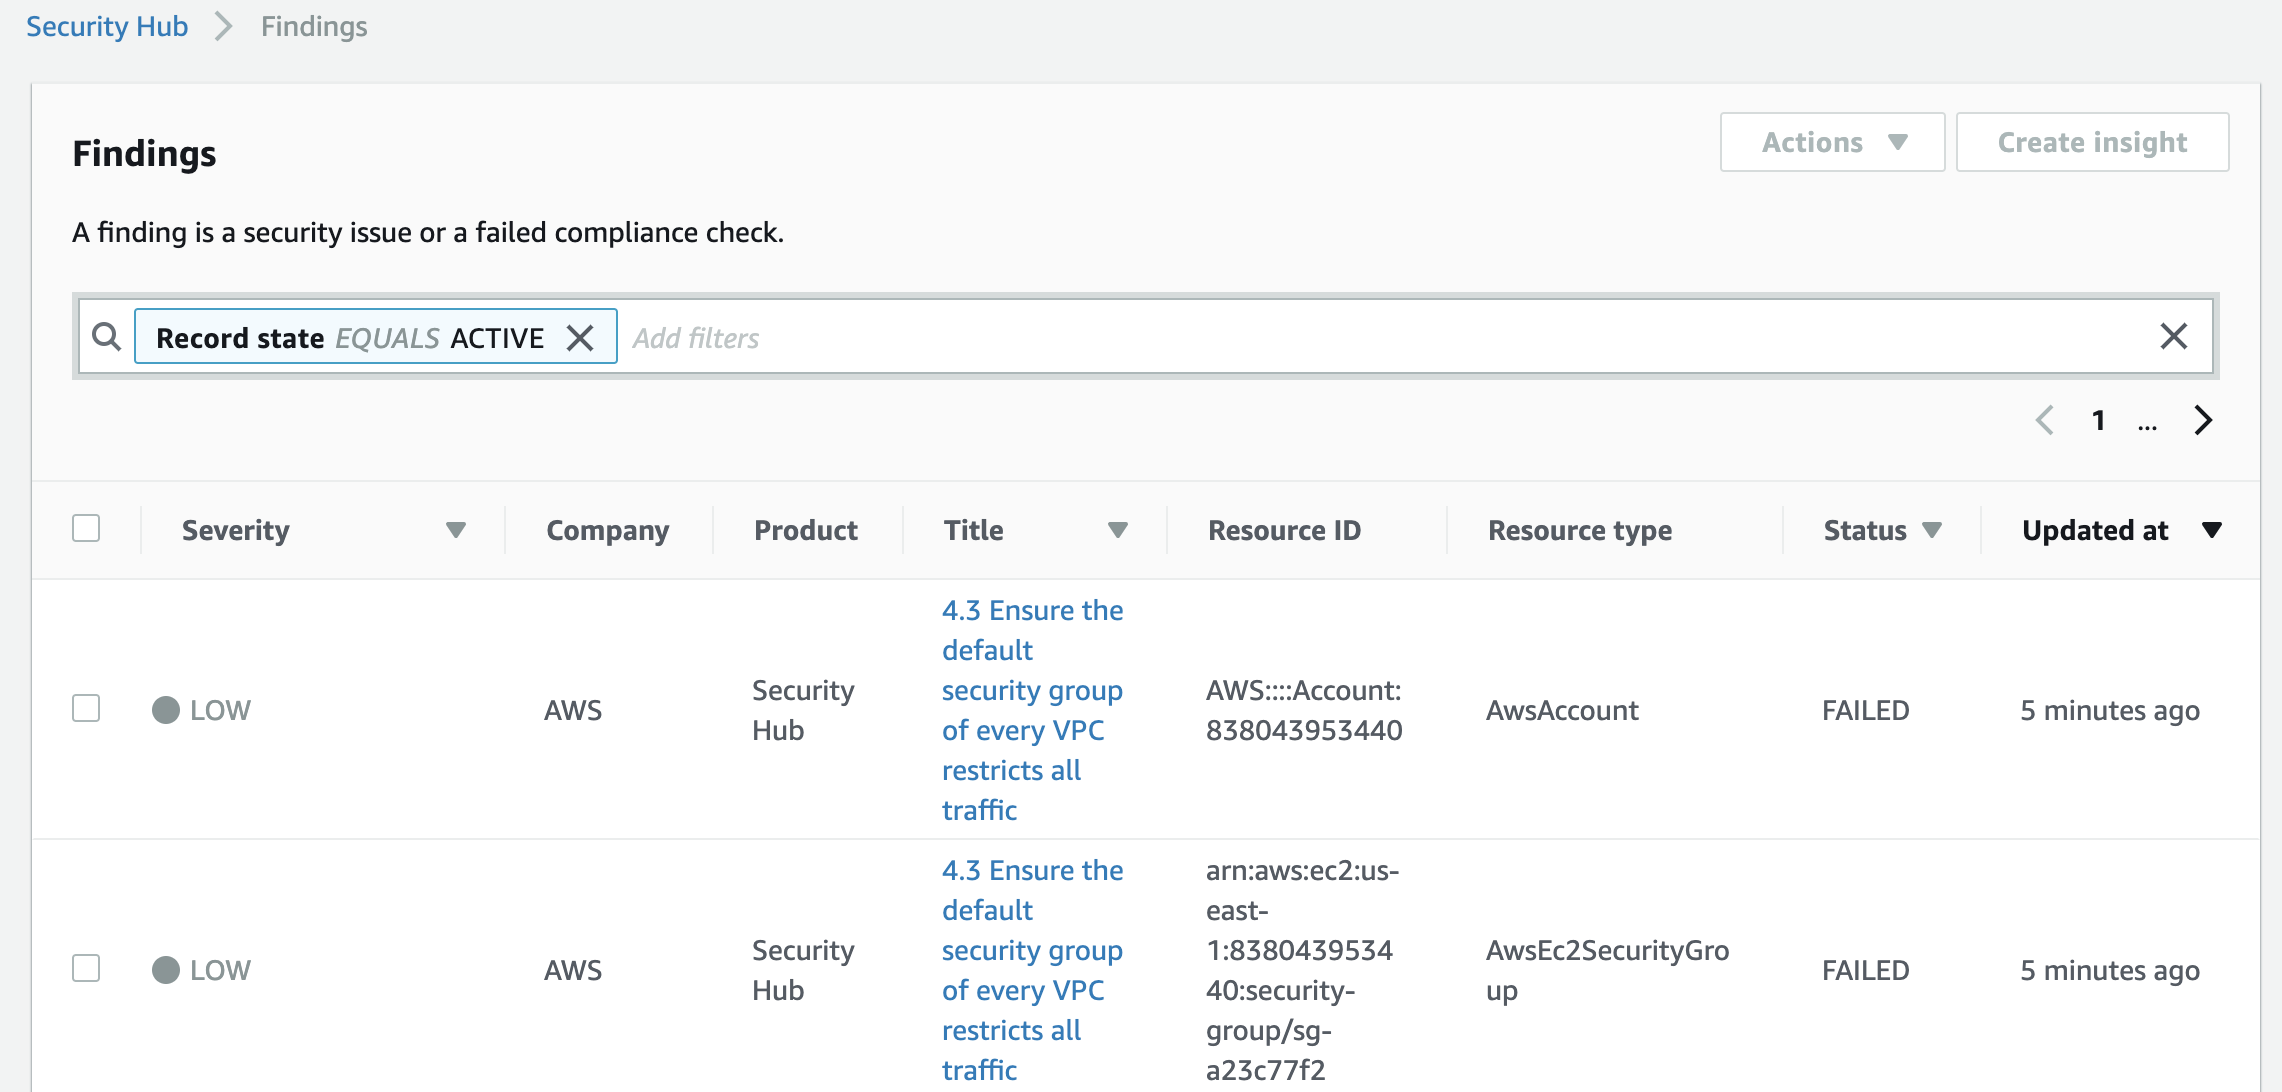 Security Hub Findings
Findings
Actions
Create insight
A finding is a security issue or a failed compliance check.
Record state EQUALS ACTIVE
Add filters
1 ...
Severity Company Product Title Resource ID Resource type Status Updated at
LOW
AWS
Security
Hub
4.3 Ensure the
default
security group
of every VPC
restricts all
traffic
AWS::::Account:
838043953440
AwsAccount
FAILED
5 minutes ago
LOW
AWS
Security
Hub
4.3 Ensure the
default
security group
of every VPC
restricts all
traffic
arn:aws:ec2:us-
east-
1:8380439534
40:security-
group/sg-
a23c77f2
AwsEc2SecurityGro
up
FAILED
5 minutes ago